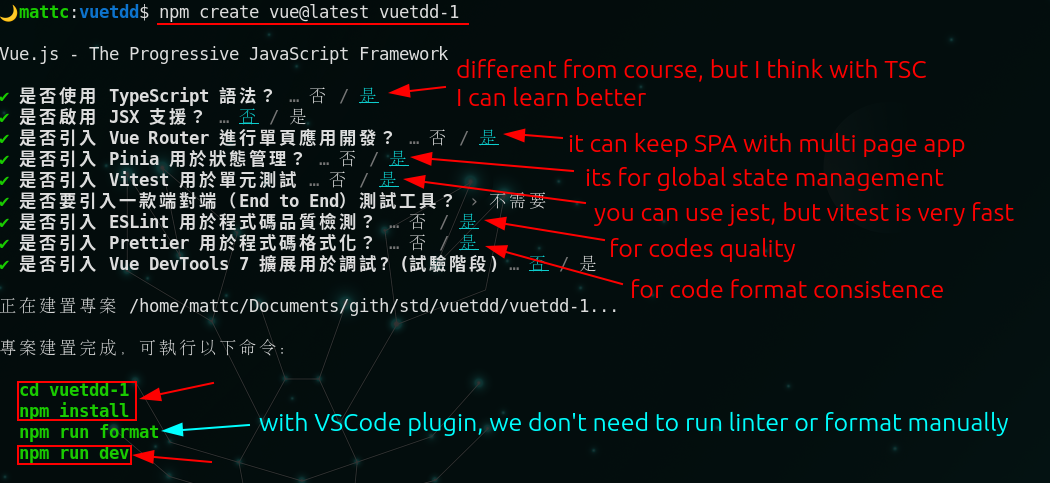 🌙mattc:vuetdd$ npm create vue@latest vuetdd-1
Vue.js - The Progressive JavaScript Framework
different from course, but I think with TSC
I can learn better
✔ 是否使用 TypeScript 語法？ … 否 / 是
✔ 是否啟用 JSX 支援？ … 否 / 是
✔ 是否引入 Vue Router 進行單頁應用開發？ … 否 / 是
it can keep SPA with multi page app
✔ 是否引入 Pinia 用於狀態管理？ … 否 / 是
its for global state management
✔ 是否引入 Vitest 用於單元測試 … 否 / 是
you can use jest, but vitest is very fast
✔ 是否要引入一款端對端（End to End）測試工具？ › 不需要
✔ 是否引入 ESLint 用於程式碼品質檢測？ … 否 / 是
for codes quality
✔ 是否引入 Prettier 用於程式碼格式化？ … 否 / 是
for code format consistence
✔ 是否引入 Vue DevTools 7 擴展用於調試? (試驗階段) … 否 / 是
正在建置專案 /home/mattc/Documents/gith/std/vuetdd/vuetdd-1...
專案建置完成，可執行以下命令：
cd vuetdd-1
npm install
npm run format
with VSCode plugin, we don't need to run linter or format manually
npm run dev